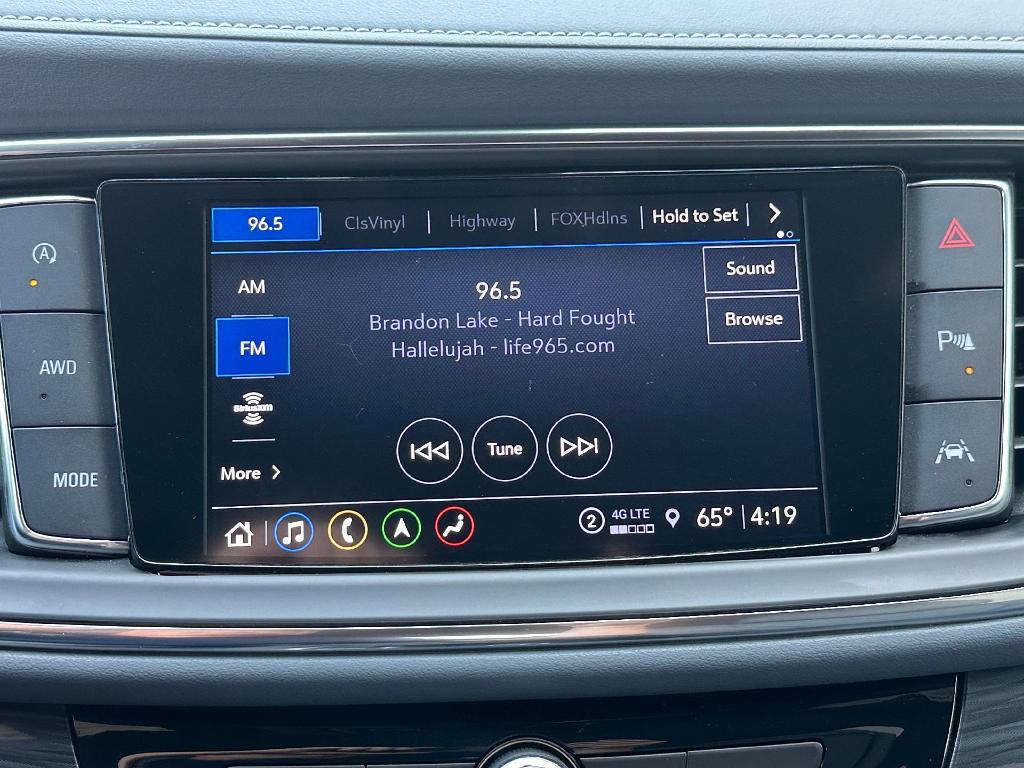 96.5 ClsVinyl Highway FOXHdlns Hold to Set
AM
FM
siriusxm
More
96.5
Brandon Lake - Hard Fought
Hallelujah - life965.com
Sound
Browse
Tune
2 4G LTE 65° 4:19
A
AWD
MODE
P